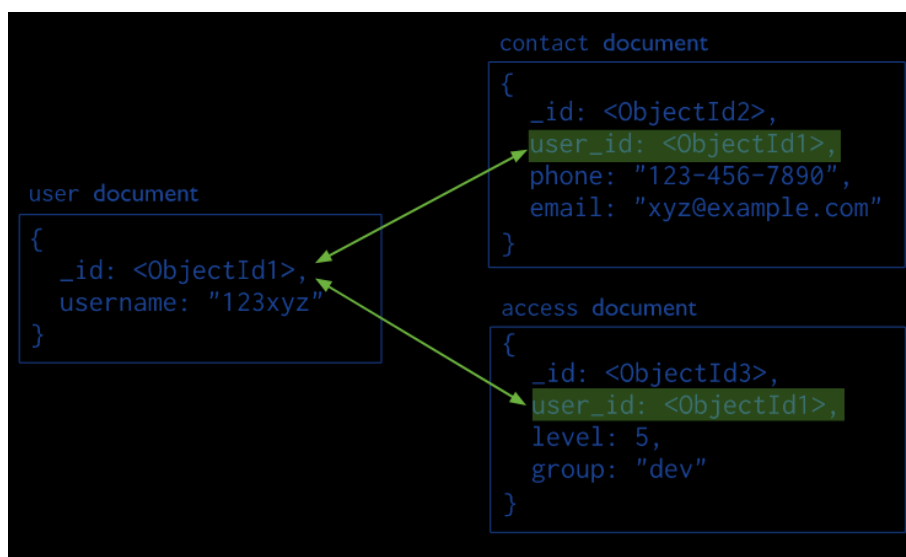 user document
{
_id: <ObjectId1>,
username: "123xyz"
}
contact document
{
_id: <ObjectId2>,
user_id: <ObjectId1>,
phone: "123-456-7890",
email: "xyz@example.com"
}
access document
{
_id: <ObjectId3>,
user_id: <ObjectId1>,
level: 5,
group: "dev"
}